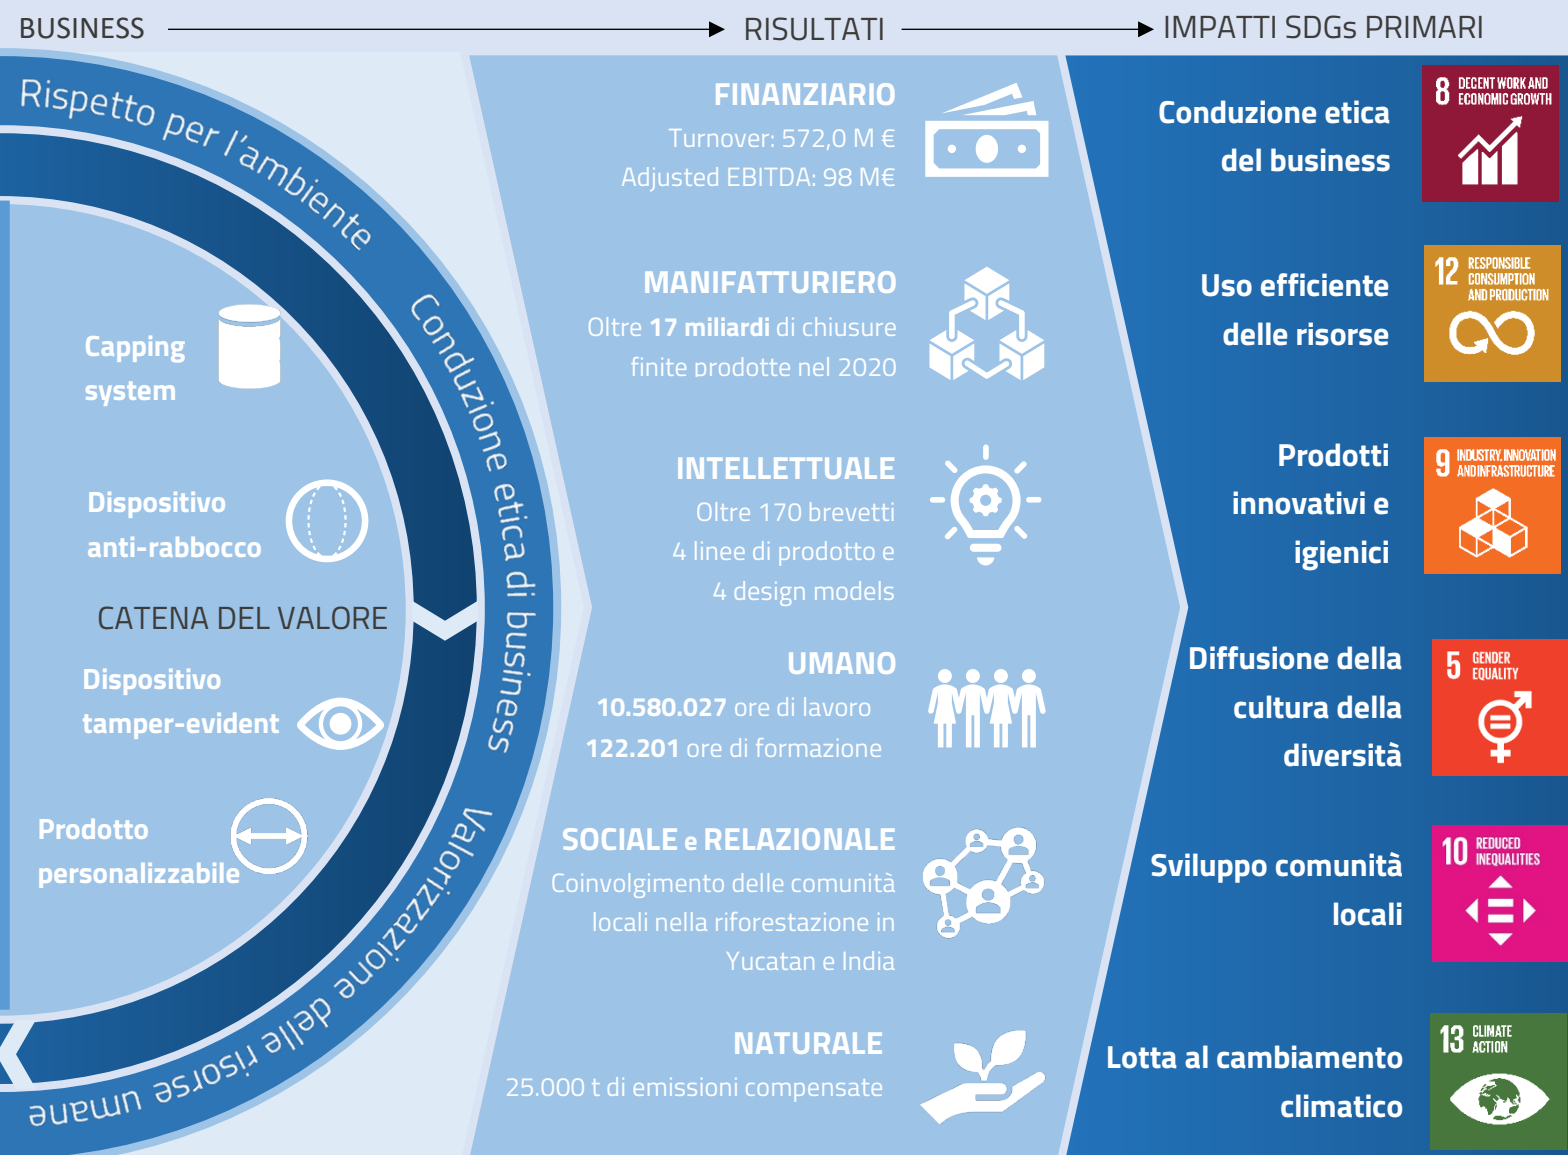 BUSINESS
RISULTATI
IMPATTI SDGs PRIMARI
Rispetto per l'ambiente
Conduzione etica di business
Valorizzazione delle risorse umane
Capping
system
Dispositivo
anti-rabbocco
CATENA DEL VALORE
Dispositivo
tamper-evident
Prodotto
personalizzabile
FINANZIARIO
Turnover: 572,0 M €
Adjusted EBITDA: 98 M€
MANIFATTURIERO
Oltre 17 miliardi di chiusure
finite prodotte nel 2020
INTELLETTUALE
Oltre 170 brevetti
4 linee di prodotto e
4 design models
UMANO
10.580.027 ore di lavoro
122.201 ore di formazione
SOCIALE e RELAZIONALE
Coinvolgimento delle comunità
locali nella riforestazione in
Yucatan e India
NATURALE
25.000 t di emissioni compensate
Conduzione etica
del business
8 DECENT WORK AND
ECONOMIC GROWTH
Uso efficiente
delle risorse
12 RESPONSIBLE
CONSUMPTION
AND PRODUCTION
Prodotti
innovativi e
igienici
9 INDUSTRY, INNOVATION
AND INFRASTRUCTURE
Diffusione della
cultura della
diversità
5 GENDER
EQUALITY
Sviluppo comunità
locali
10 REDUCED
INEQUALITIES
Lotta al cambiamento
climatico
13 CLIMATE
ACTION